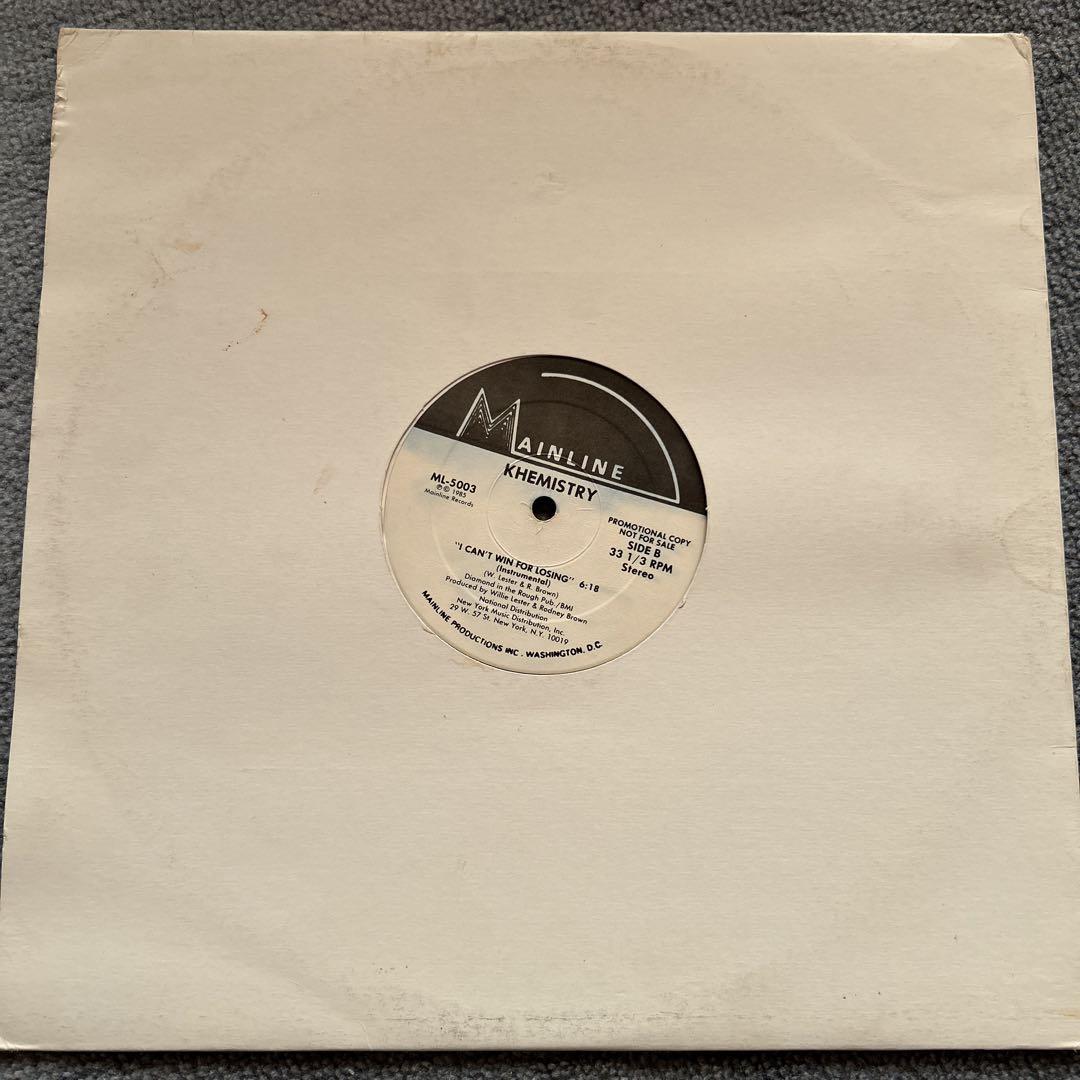 MAINLINE
KHEMISTRY
ML-5003
℗ © 1985
Mainline Records
PROMOTIONAL COPY
NOT FOR SALE
SIDE B
33 1/3 RPM
Stereo
"I CAN'T WIN FOR LOSING" 6:18
(Instrumental)
(W. Lester & R. Brown)
Diamond in the Rough Pub./BMI
Produced by Willie Lester & Rodney Brown
National Distribution
New York Music Distribution, Inc.
29 W. 57 St. New York, N.Y. 10019
MAINLINE PRODUCTIONS INC. WASHINGTON, D.C.